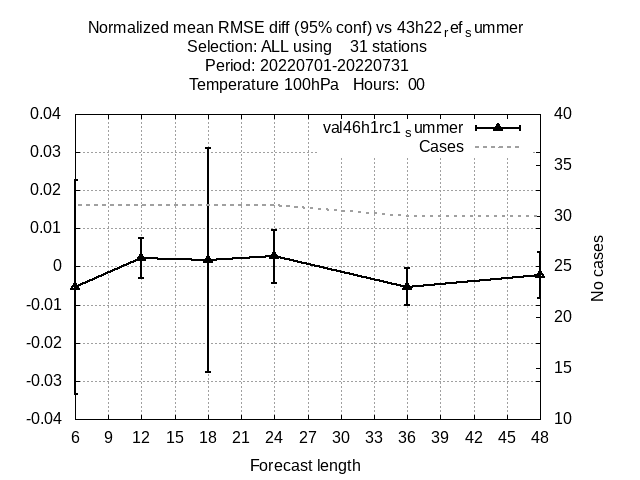 Normalized mean RMSE diff (95% conf) vs 43h22refsummer
Selection: ALL using 31 stations
Period: 20220701-20220731
Temperature 100hPa Hours: 00
val46h1rc1summer
Cases
0.04
0.03
0.02
0.01
0
-0.01
-0.02
-0.03
-0.04
40
35
30
25
20
15
10
No cases
6 9 12 15 18 21 24 27 30 33 36 39 42 45 48
Forecast length